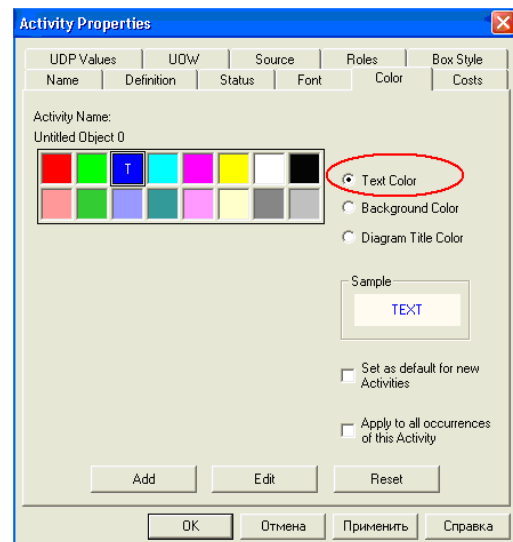 Activity Properties
UDP Values UOW Source Roles Box Style
Name Definition Status Font Color Costs
Activity Name:
Untitled Object 0
T
Text Color
Background Color
Diagram Title Color
Sample
TEXT
Set as default for new
Activities
Apply to all occurrences
of this Activity
Add Edit Reset
OK Отмена Применить Справка